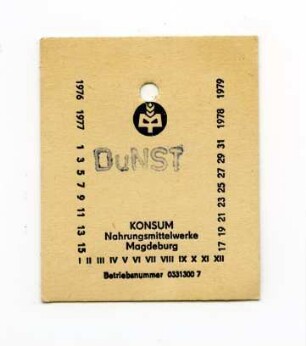 1976 1977 1 3 5 7 9 11 13 15
DuNST
17 19 21 23 25 27 29 31 1978 1979
KONSUM
Nahrungsmittelwerke
Magdeburg
I II III IV V VI VII VIII IX X XI XII
Betriebsnummer 0331300 7